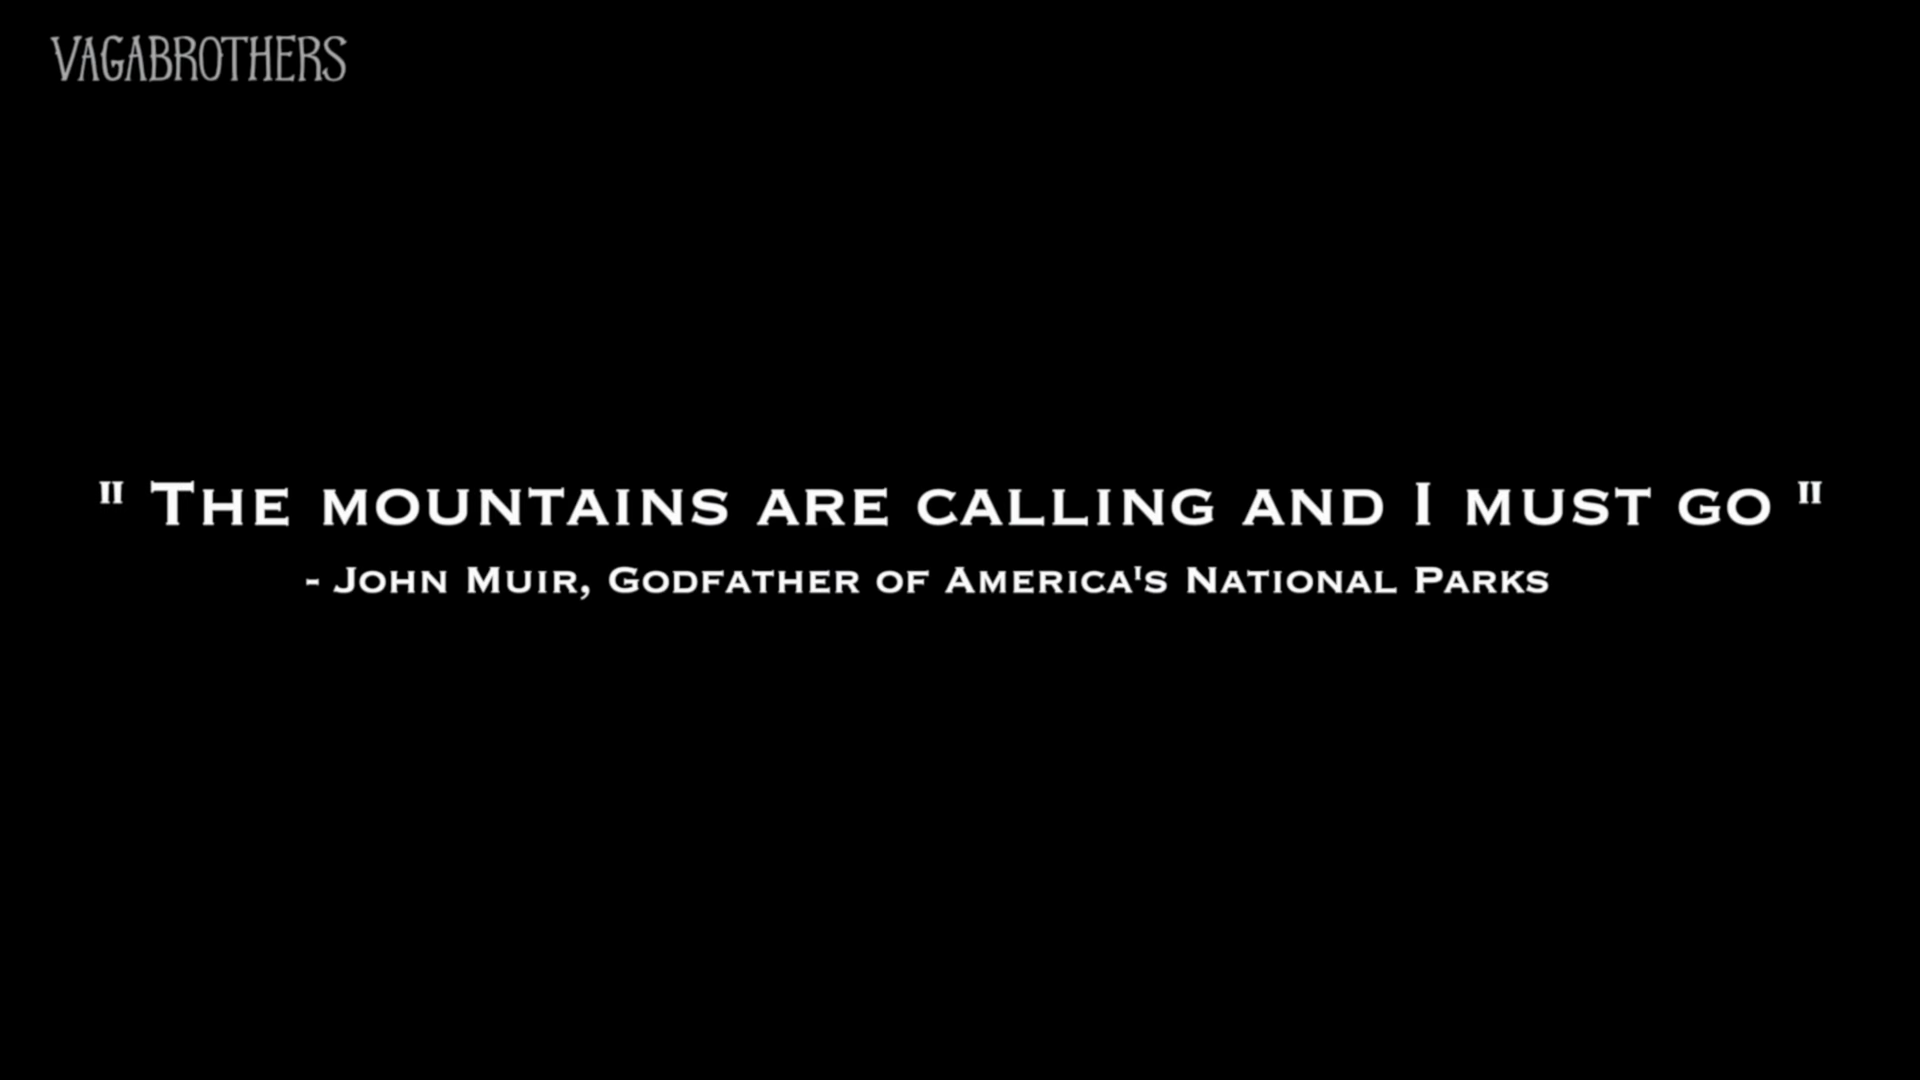 VAGABROTHERS
" The mountains are calling and I must go "
- John Muir, Godfather of America's National Parks